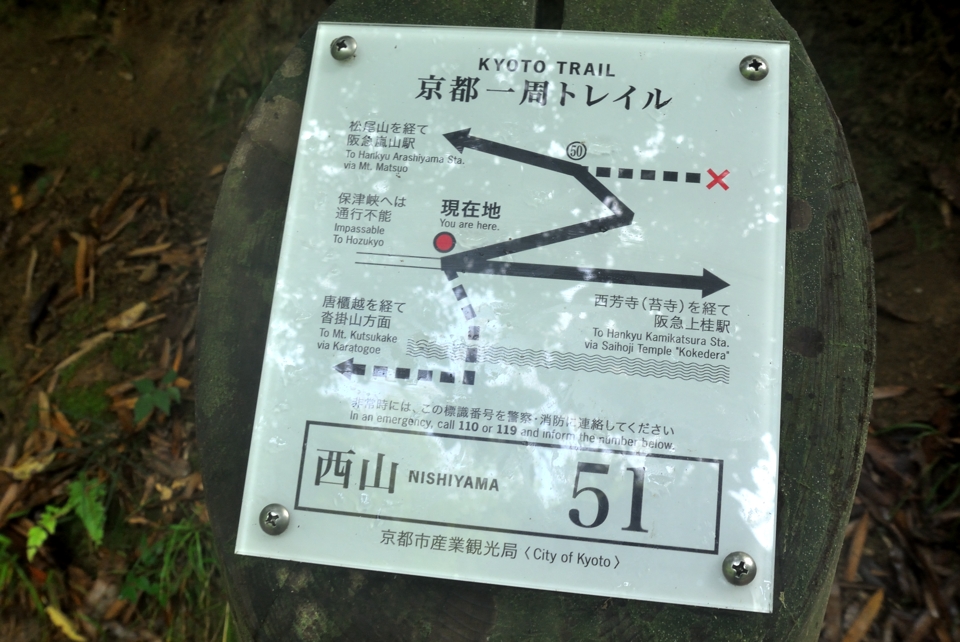 KYOTO TRAIL
京都一周トレイル
松尾山を経て
阪急嵐山駅
To Hankyu Arashiyama Sta.
via Mt. Matsuo
50
保津峡へは
通行不能
Impassable
To Hozukyo
現在地
You are here.
唐櫃越を経て
沓掛山方面
To Mt. Kutsukake
via Karatogoe
西芳寺(苔寺)を経て
阪急上桂駅
To Hankyu Kamikatsura Sta.
via Saihoji Temple "Kokedera"
非常時には、この標識番号を警察・消防に連絡してください
In an emergency, call 110 or 119 and inform the number below.
西山 NISHIYAMA 51
京都市産業観光局〈City of Kyoto〉